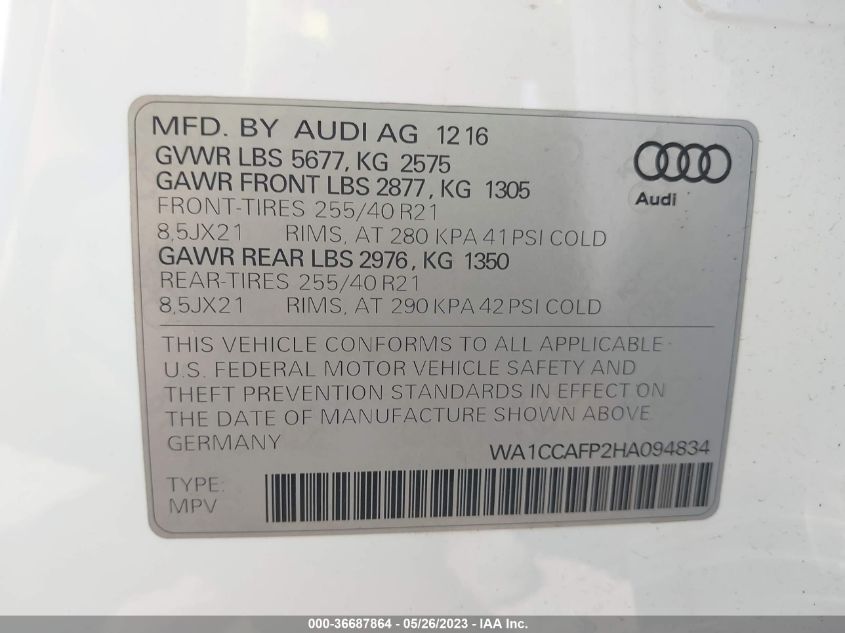 MFD. BY AUDI AG 12 16
GVWR LBS 5677, KG 2575
GAWR FRONT LBS 2877, KG 1305
FRONT-TIRES 255/40 R21
8,5JX21 RIMS, AT 280 KPA 41 PSI COLD
GAWR REAR LBS 2976, KG 1350
REAR-TIRES 255/40 R21
8,5JX21 RIMS, AT 290 KPA 42 PSI COLD
Audi
THIS VEHICLE CONFORMS TO ALL APPLICABLE
U.S. FEDERAL MOTOR VEHICLE SAFETY AND
THEFT PREVENTION STANDARDS IN EFFECT ON
THE DATE OF MANUFACTURE SHOWN ABOVE.
GERMANY WA1CCAFP2HA094834
TYPE:
MPV
000-36687864 - 05/26/2023 - IAA Inc.